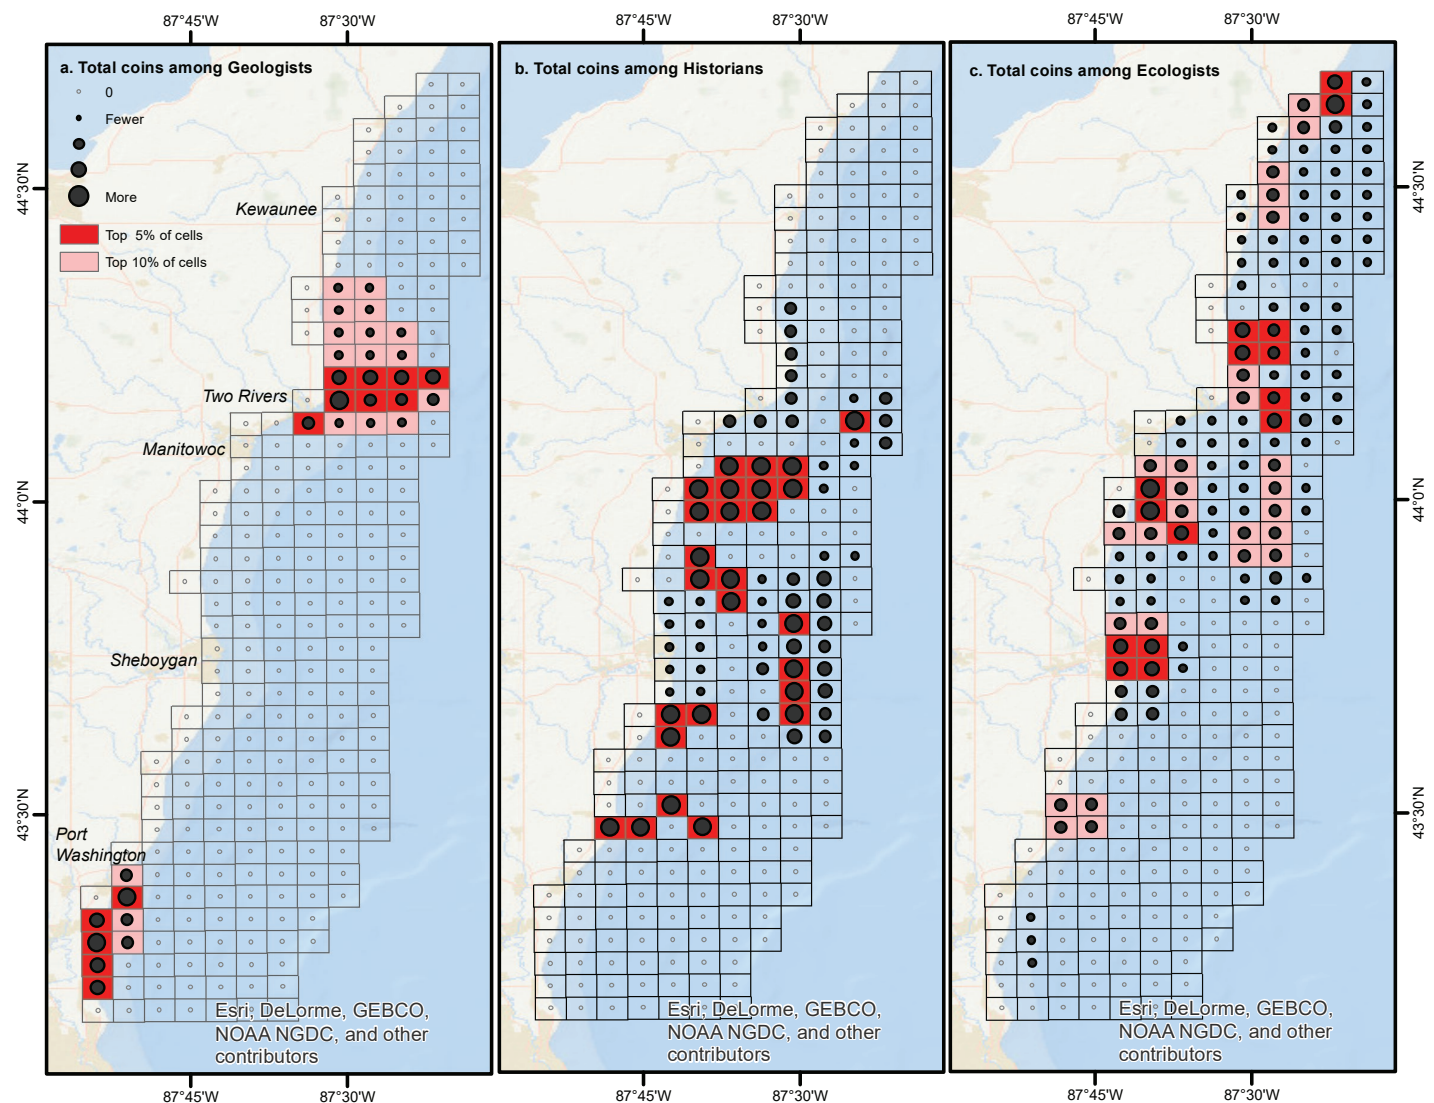 87°45'W 87°30'W 87°45'W 87°30'W 87°45'W 87°30'W
a. Total coins among Geologists
0
Fewer
More
Top 5% of cells
Top 10% of cells
44°30'N
Kewaunee
Two Rivers
Manitowoc
44°0'N
Sheboygan
43°30'N
Port
Washington
Esri, DeLorme, GEBCO,
NOAA NGDC, and other
contributors
b. Total coins among Historians
Esri, DeLorme, GEBCO,
NOAA NGDC, and other
contributors
c. Total coins among Ecologists
44°30'N
44°0'N
43°30'N
Esri, DeLorme, GEBCO,
NOAA NGDC, and other
contributors
87°45'W 87°30'W 87°45'W 87°30'W 87°45'W 87°30'W